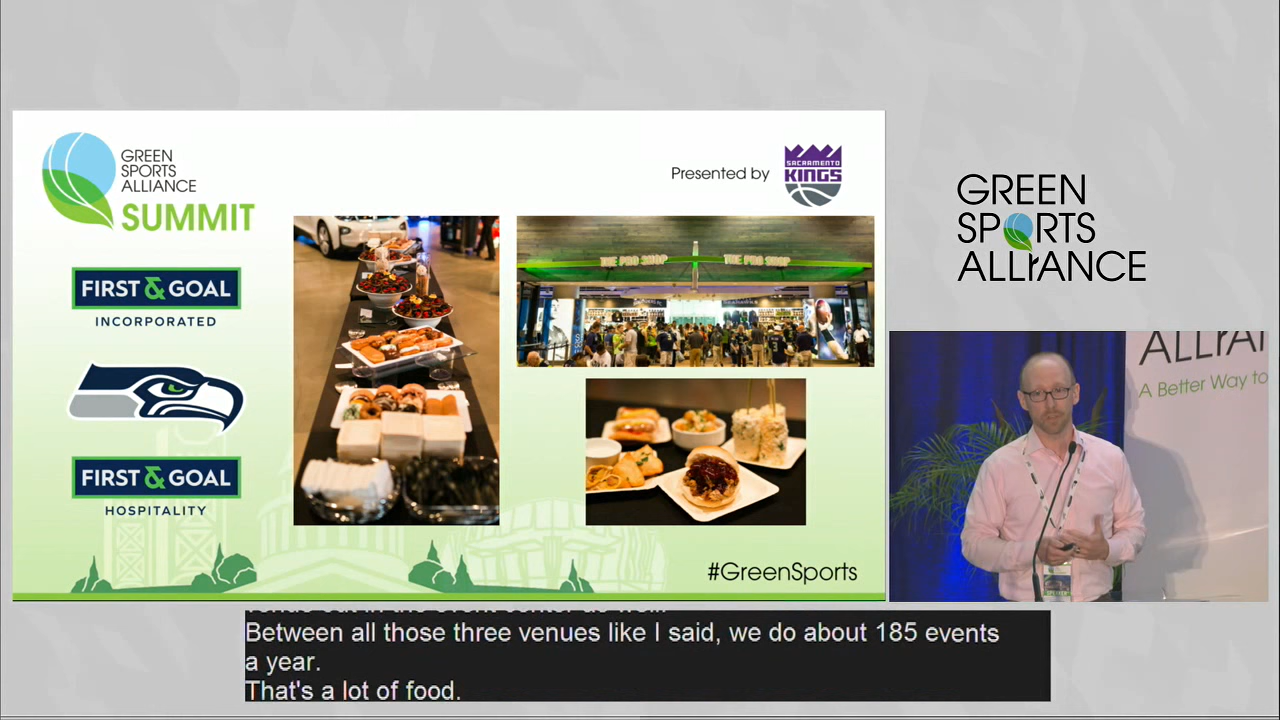 GREEN
SPORTS
ALLIANCE
SUMMIT
Presented by
SACRAMENTO
KINGS
FIRST & GOAL
INCORPORATED
FIRST & GOAL
HOSPITALITY
THE PRO SHOP
THE PRO SHOP
#GreenSports
GREEN
SPORTS
ALLIANCE
A Better Way to
SPEAKER
Between all those three venues like I said, we do about 185 events
a year.
That's a lot of food.